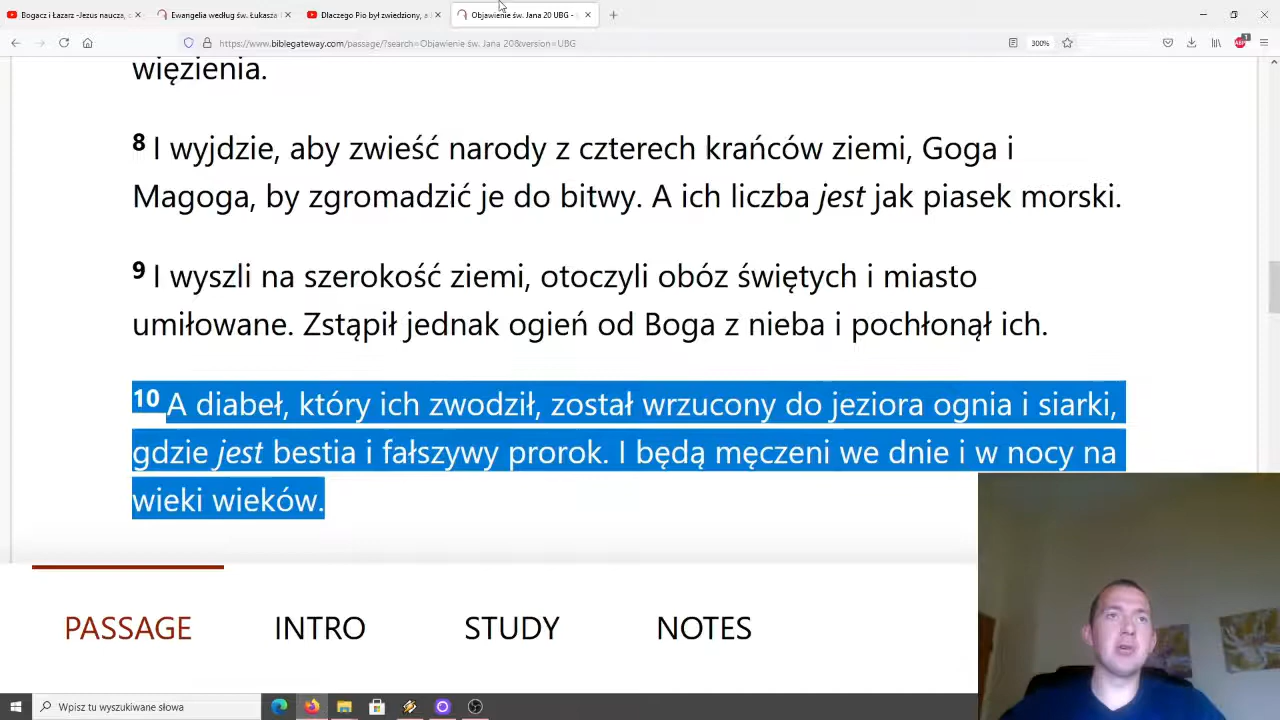 Bogacz i Łazarz -Jezus naucza, c
Ewangelia według św. Łukasza
Dlaczego Pio był zwiedziony, a
Objawienie św. Jana 20 UBG -
https://www.biblegateway.com/passage/?search=Objawienie św. Jana 20&version=UBG
300%
więzienia.
8 I wyjdzie, aby zwieść narody z czterech krańców ziemi, Goga i
Magoga, by zgromadzić je do bitwy. A ich liczba jest jak piasek morski.
9 I wyszli na szerokość ziemi, otoczyli obóz świętych i miasto
umiłowane. Zstąpił jednak ogień od Boga z nieba i pochłonął ich.
10 A diabeł, który ich zwodził, został wrzucony do jeziora ognia i siarki,
gdzie jest bestia i fałszywy prorok. I będą męczeni we dnie i w nocy na
wieki wieków.
PASSAGE INTRO STUDY NOTES
Wpisz tu wyszukiwane słowa